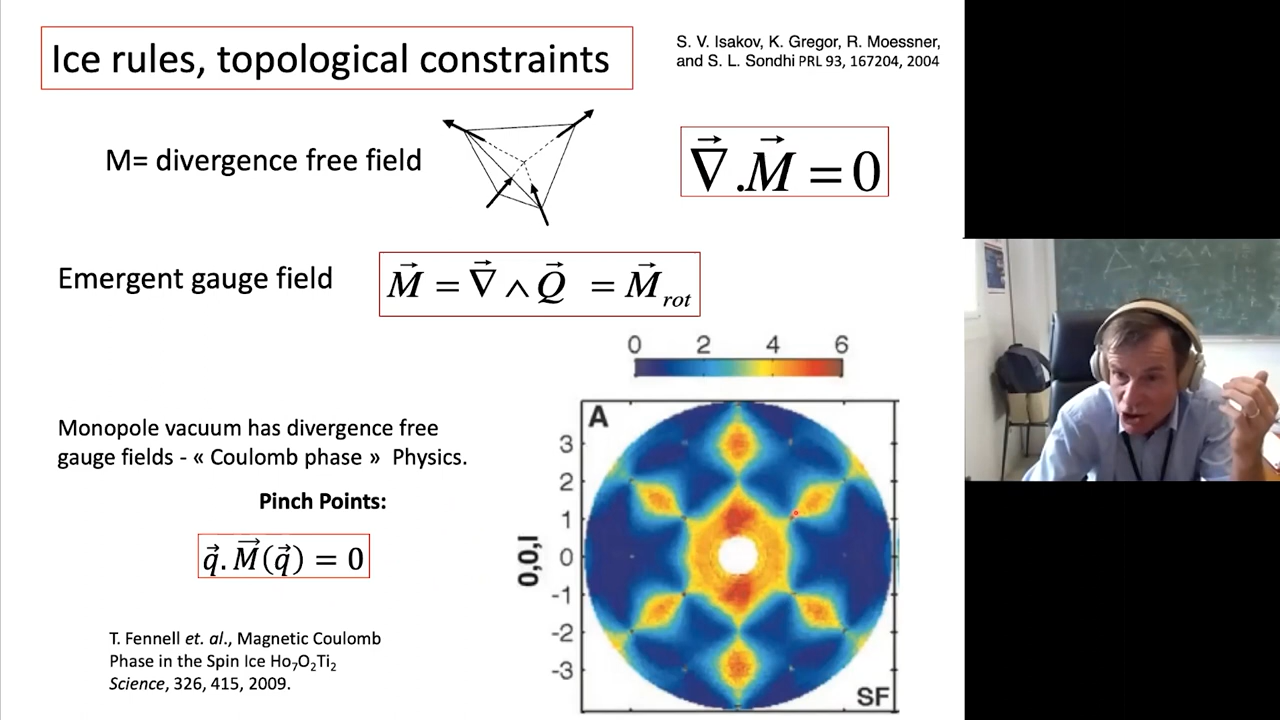 Ice rules, topological constraints
S. V. Isakov, K. Gregor, R. Moessner,
and S. L. Sondhi PRL 93, 167204, 2004
M= divergence free field
∇⃗.M⃗ = 0
Emergent gauge field
M⃗ = ∇⃗ ∧ Q⃗ = M⃗rot
Monopole vacuum has divergence free
gauge fields - « Coulomb phase » Physics.
Pinch Points:
q⃗. M⃗(q⃗) = 0
T. Fennell et. al., Magnetic Coulomb
Phase in the Spin Ice Ho₇O₂Ti₂
Science, 326, 415, 2009.
0 2 4 6
A
3
2
1
0
-1
-2
-3
0,0,l
SF